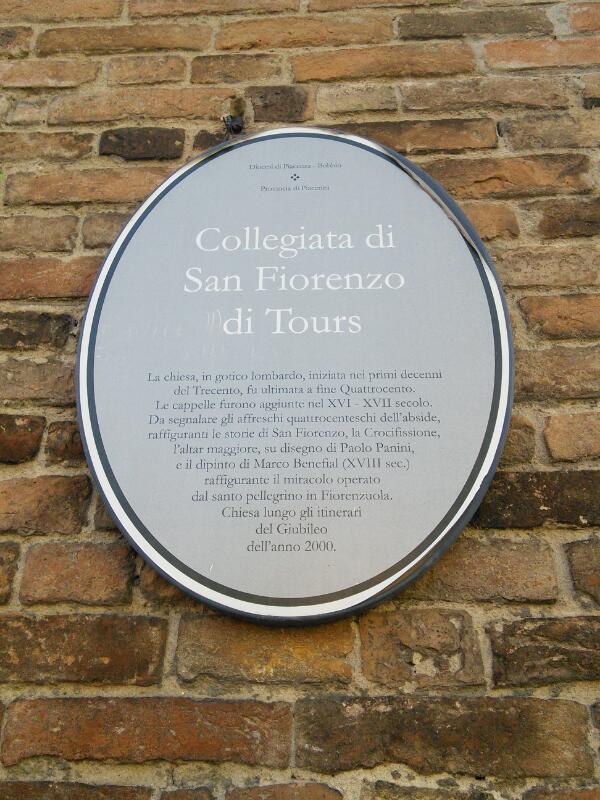 Diocesi di Piacenza - Bobbio
Provincia di Piacenza
Collegiata di
San Fiorenzo
di Tours
La chiesa, in gotico lombardo, iniziata nei primi decenni
del Trecento, fu ultimata a fine Quattrocento.
Le cappelle furono aggiunte nel XVI - XVII secolo.
Da segnalare gli affreschi quattrocenteschi dell'abside,
raffiguranti le storie di San Fiorenzo, la Crocifissione,
l'altar maggiore, su disegno di Paolo Panini,
e il dipinto di Marco Benefial (XVIII sec.)
raffigurante il miracolo operato
dal santo pellegrino in Fiorenzuola.
Chiesa lungo gli itinerari
del Giubileo
dell'anno 2000.